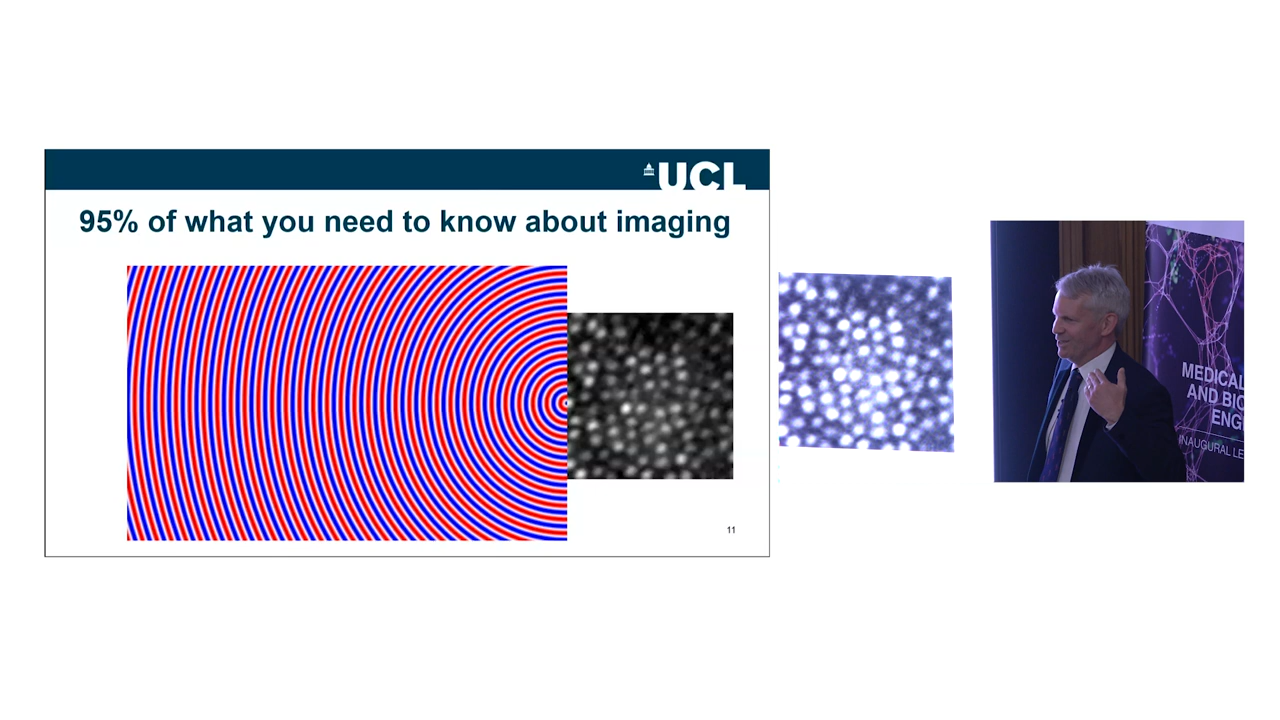 UCL
95% of what you need to know about imaging
11
MEDICAL
AND BIO
ENG
INAUGURAL LE